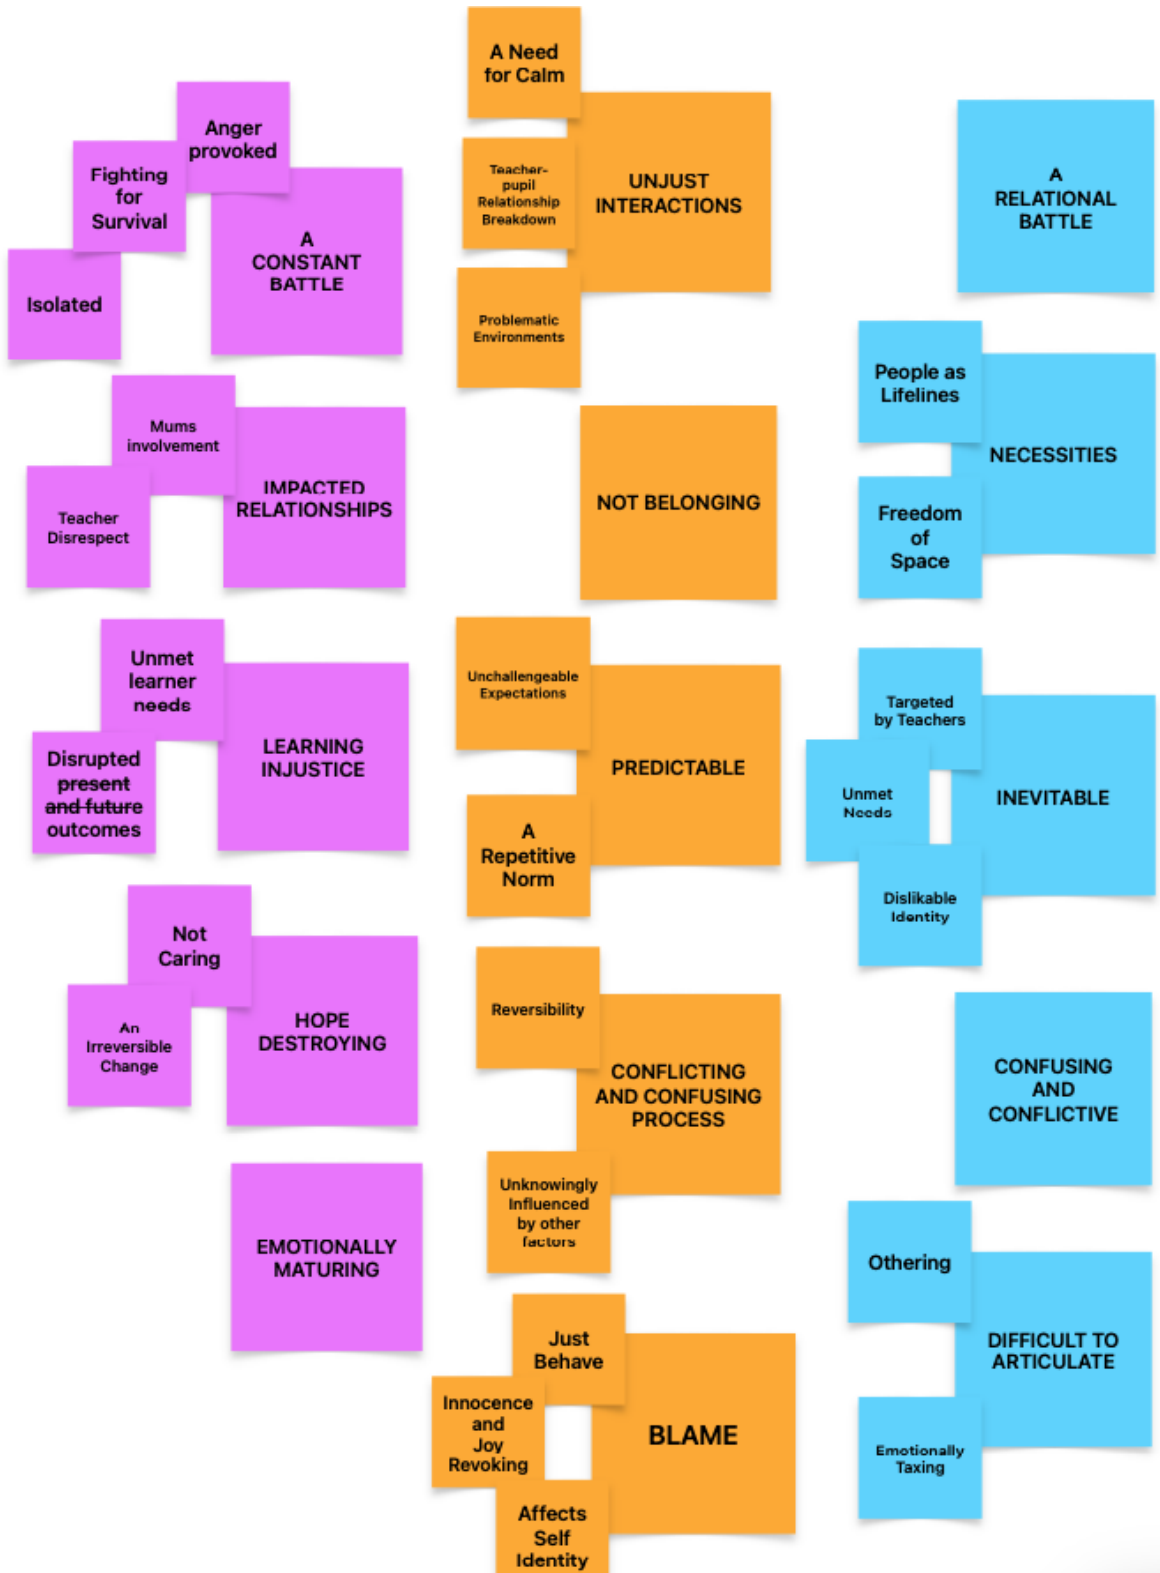 Anger
provoked
Fighting
for
Survival
Isolated
A
CONSTANT
BATTLE
Mums
involvement
Teacher
Disrespect
IMPACTED
RELATIONSHIPS
Unmet
learner
needs
Disrupted
present
and future
outcomes
LEARNING
INJUSTICE
Not
Caring
An
Irreversible
Change
HOPE
DESTROYING
EMOTIONALLY
MATURING
A Need
for Calm
Teacher-
pupil
Relationship
Breakdown
Problematic
Environments
UNJUST
INTERACTIONS
NOT BELONGING
Unchallengeable
Expectations
A
Repetitive
Norm
PREDICTABLE
Reversibility
Unknowingly
Influenced
by other
factors
CONFLICTING
AND CONFUSING
PROCESS
Just
Behave
Innocence
and
Joy
Revoking
Affects
Self
Identity
BLAME
A
RELATIONAL
BATTLE
People as
Lifelines
Freedom
of
Space
NECESSITIES
Targeted
by Teachers
Unmet
Needs
Dislikable
Identity
INEVITABLE
CONFUSING
AND
CONFLICTIVE
Othering
Emotionally
Taxing
DIFFICULT TO
ARTICULATE